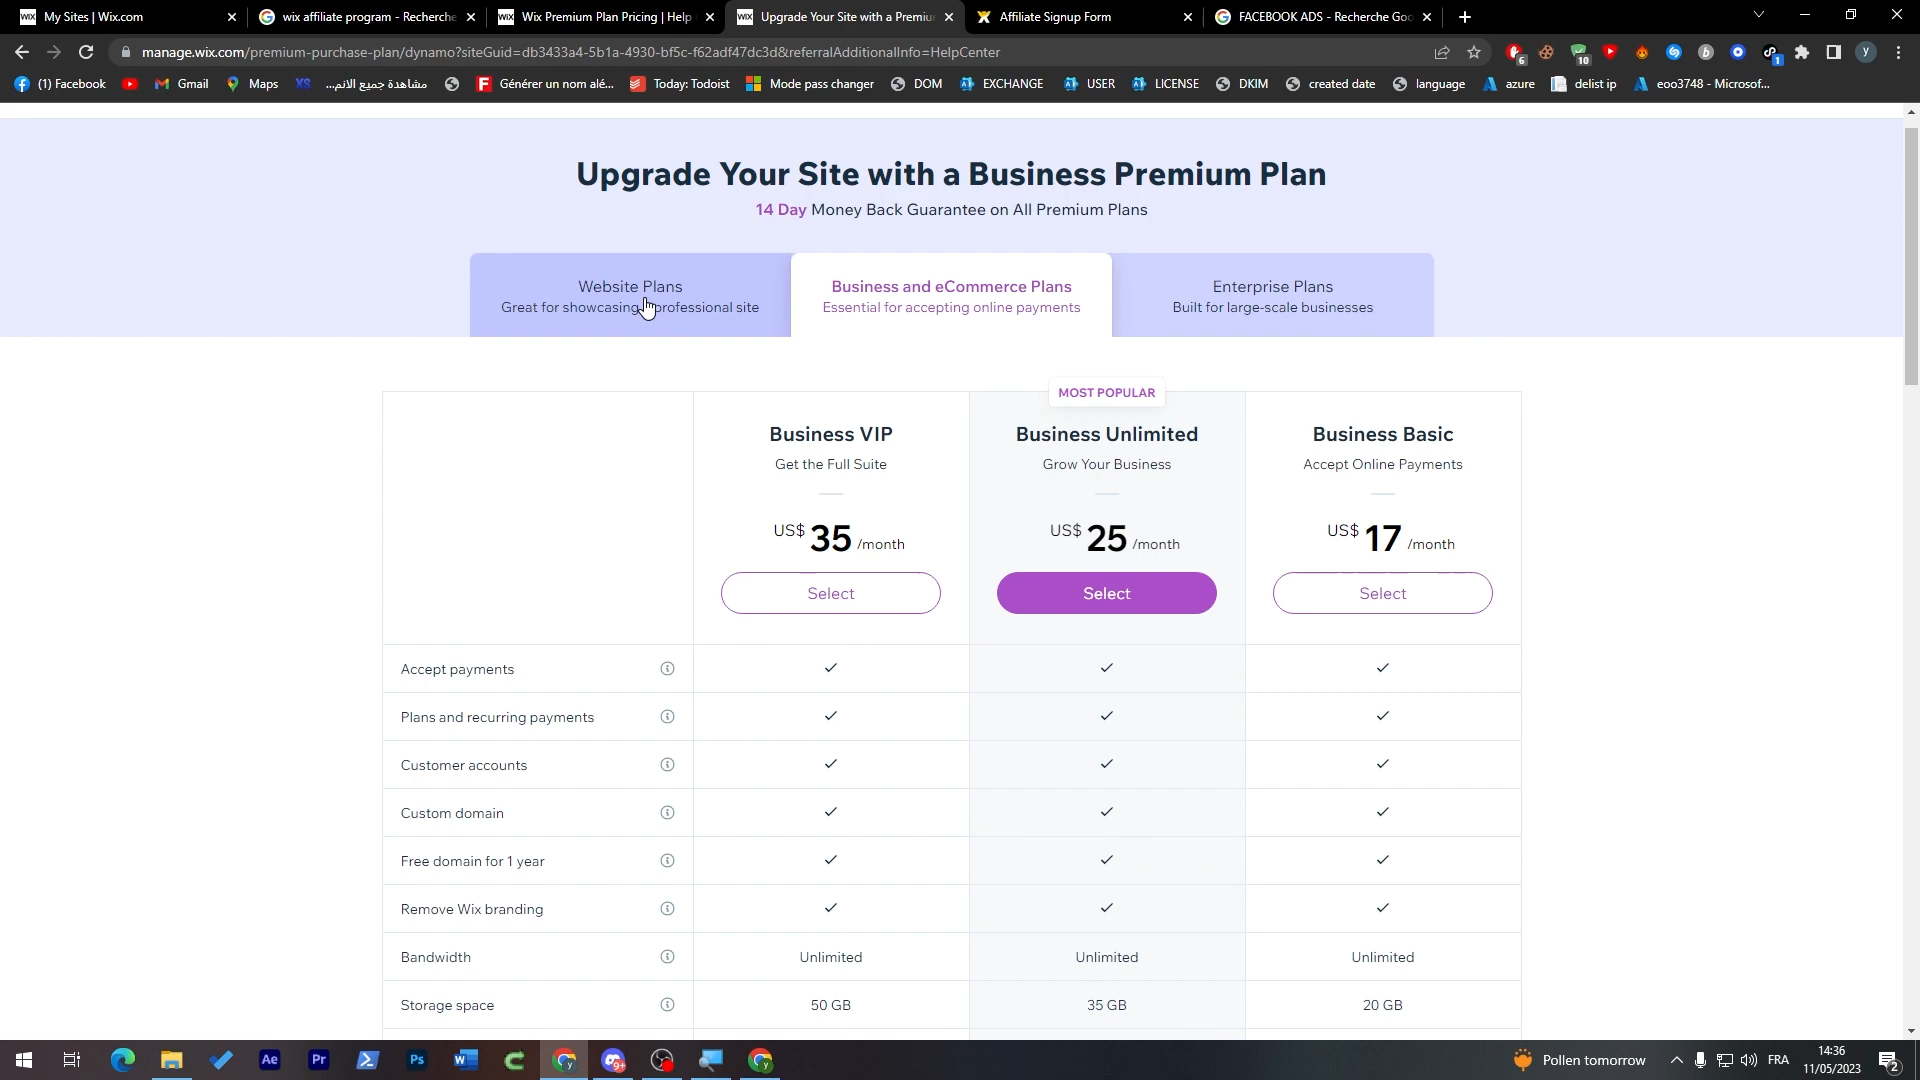 My Sites | Wix.com
wix affiliate program - Recherche
Wix Premium Plan Pricing | Help
Upgrade Your Site with a Premiu
Affiliate Signup Form
FACEBOOK ADS - Recherche Goo
manage.wix.com/premium-purchase-plan/dynamo?siteGuid=db3433a4-5b1a-4930-bf5c-f62adf47dc3d&referralAdditionalInfo=HelpCenter
(1) Facebook
Gmail
Maps
مشاهدة جميع الانم...
Générer un nom alé...
Today: Todoist
Mode pass changer
DOM
EXCHANGE
USER
LICENSE
DKIM
created date
language
azure
delist ip
eoo3748 - Microsof...
Upgrade Your Site with a Business Premium Plan
14 Day Money Back Guarantee on All Premium Plans
Website Plans
Great for showcasing professional site
Business and eCommerce Plans
Essential for accepting online payments
Enterprise Plans
Built for large-scale businesses
MOST POPULAR
Business VIP
Get the Full Suite
US$ 35 /month
Select
Business Unlimited
Grow Your Business
US$ 25 /month
Select
Business Basic
Accept Online Payments
US$ 17 /month
Select
Accept payments
Plans and recurring payments
Customer accounts
Custom domain
Free domain for 1 year
Remove Wix branding
Bandwidth Unlimited Unlimited Unlimited
Storage space 50 GB 35 GB 20 GB
Pollen tomorrow
FRA
14:36
11/05/2023